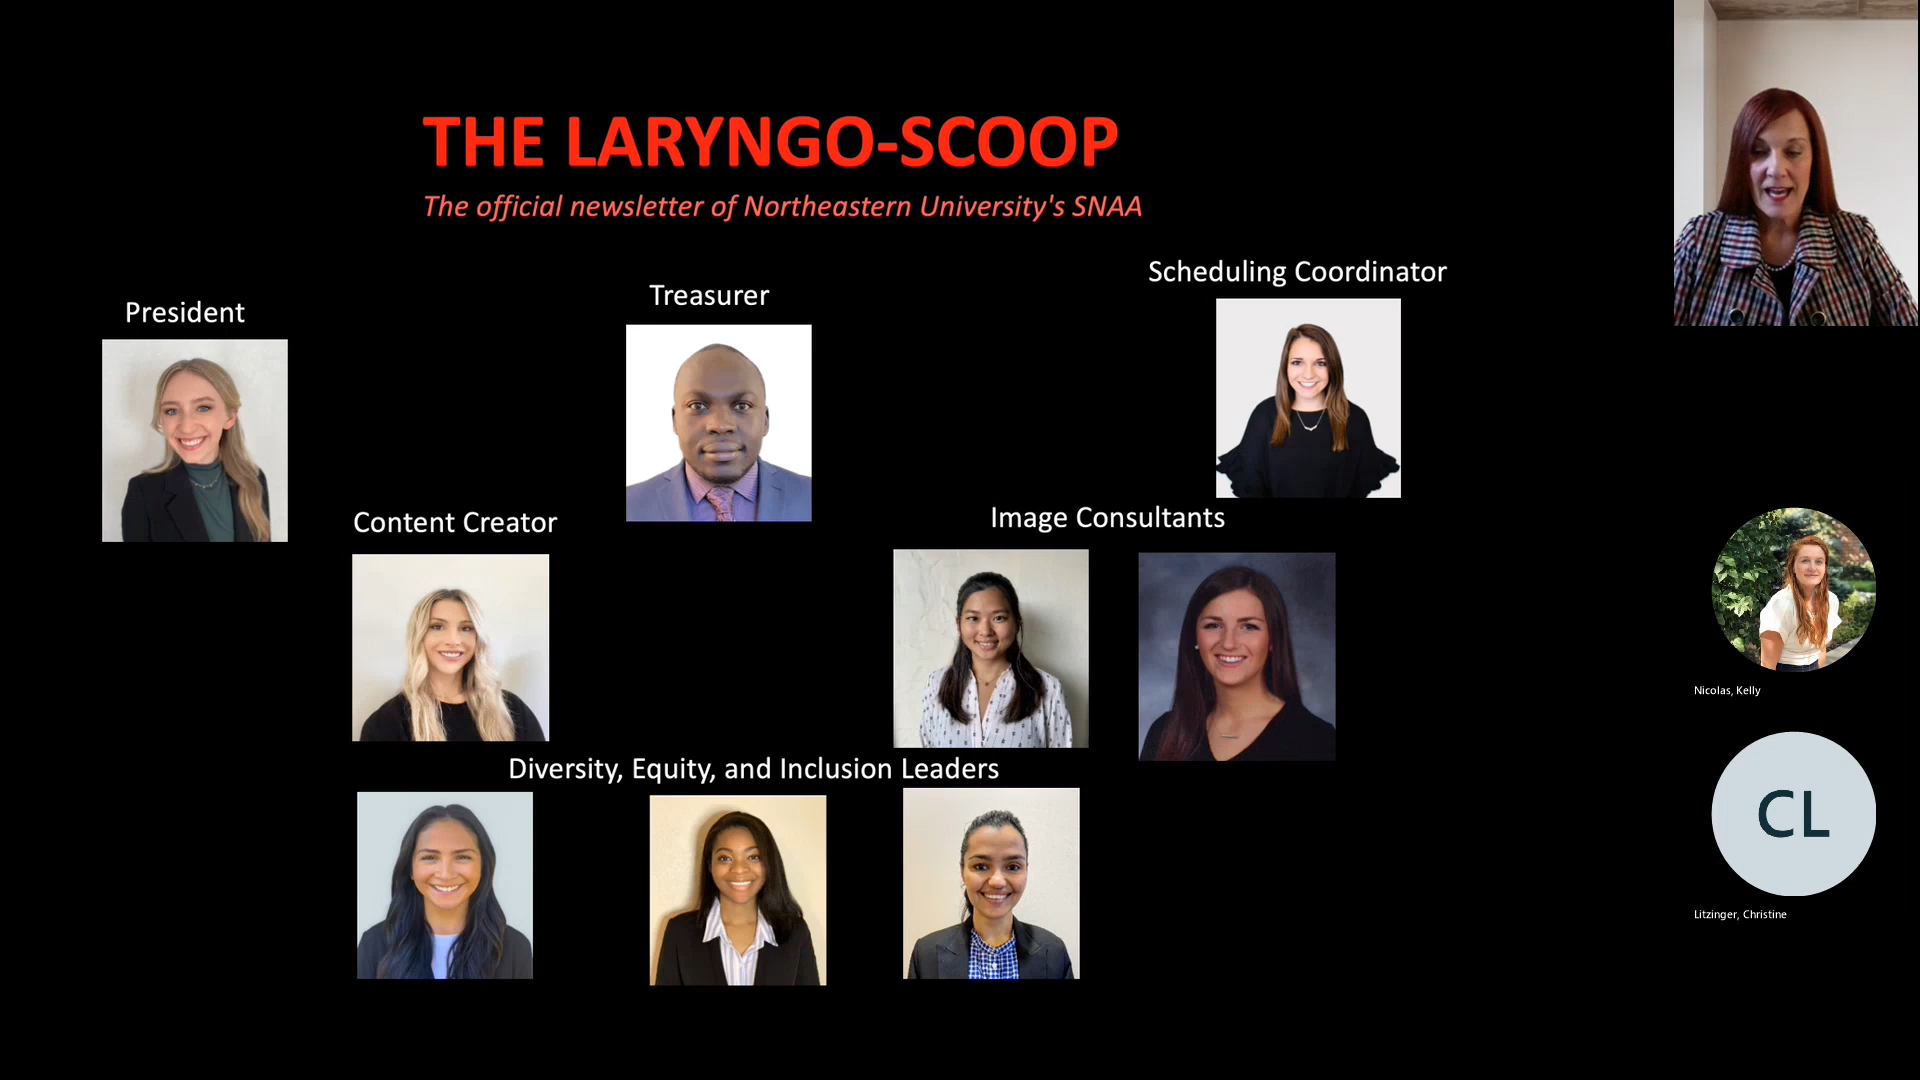 THE LARYNGO-SCOOP
The official newsletter of Northeastern University's SNAA
President
Treasurer
Scheduling Coordinator
Content Creator
Image Consultants
Diversity, Equity, and Inclusion Leaders
Nicolas, Kelly
CL
Litzinger, Christine